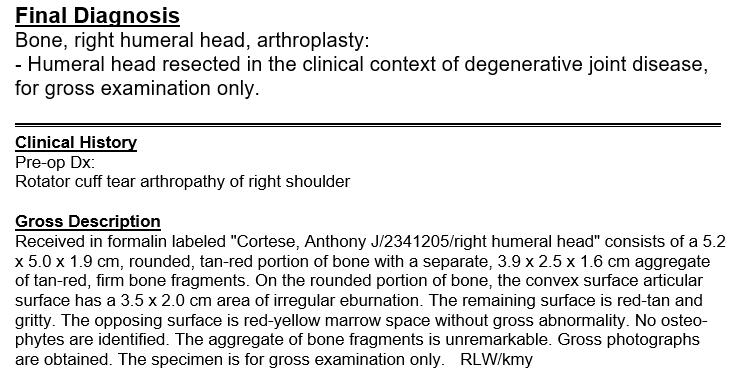 Final Diagnosis
Bone, right humeral head, arthroplasty:
- Humeral head resected in the clinical context of degenerative joint disease,
for gross examination only.
Clinical History
Pre-op Dx:
Rotator cuff tear arthropathy of right shoulder
Gross Description
Received in formalin labeled "Cortese, Anthony J/2341205/right humeral head" consists of a 5.2
x 5.0 x 1.9 cm, rounded, tan-red portion of bone with a separate, 3.9 x 2.5 x 1.6 cm aggregate
of tan-red, firm bone fragments. On the rounded portion of bone, the convex surface articular
surface has a 3.5 x 2.0 cm area of irregular eburnation. The remaining surface is red-tan and
gritty. The opposing surface is red-yellow marrow space without gross abnormality. No osteo-
phytes are identified. The aggregate of bone fragments is unremarkable. Gross photographs
are obtained. The specimen is for gross examination only. RLW/kmy